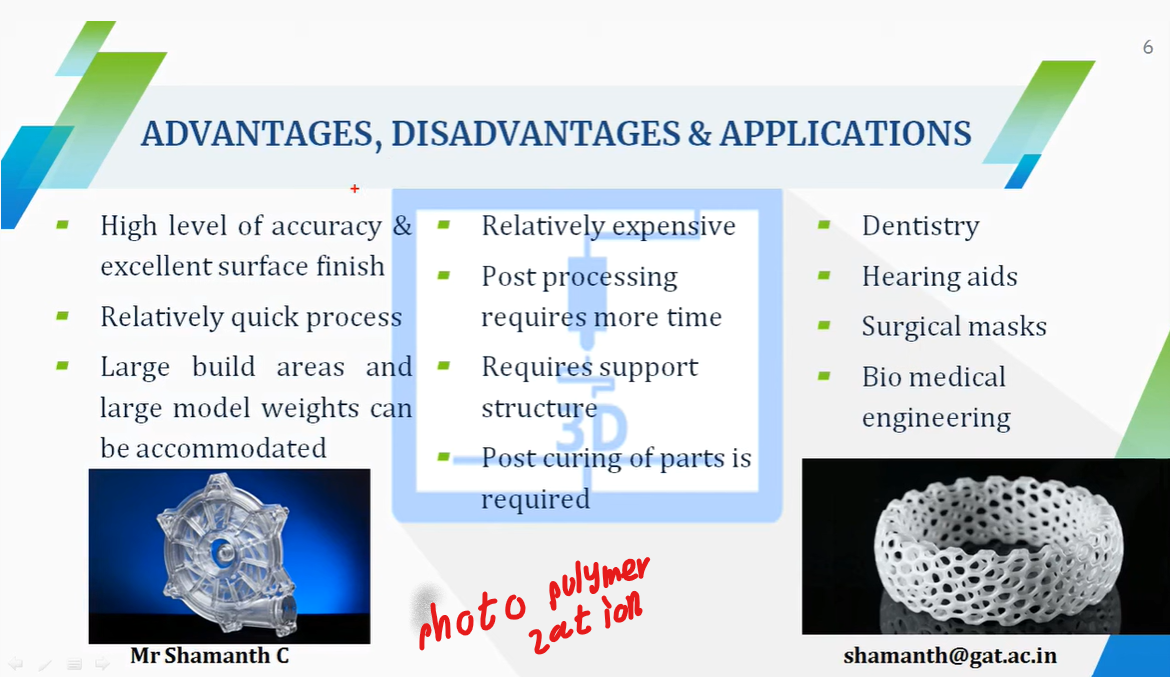 6
ADVANTAGES, DISADVANTAGES & APPLICATIONS
High level of accuracy &
excellent surface finish
Relatively quick process
Large build areas and
large model weights can
be accommodated
Relatively expensive
Post processing
requires more time
Requires support
structure
Post curing of parts is
required
3D
Dentistry
Hearing aids
Surgical masks
Bio medical
engineering
photo polymer
zation
Mr Shamanth C
shamanth@gat.ac.in